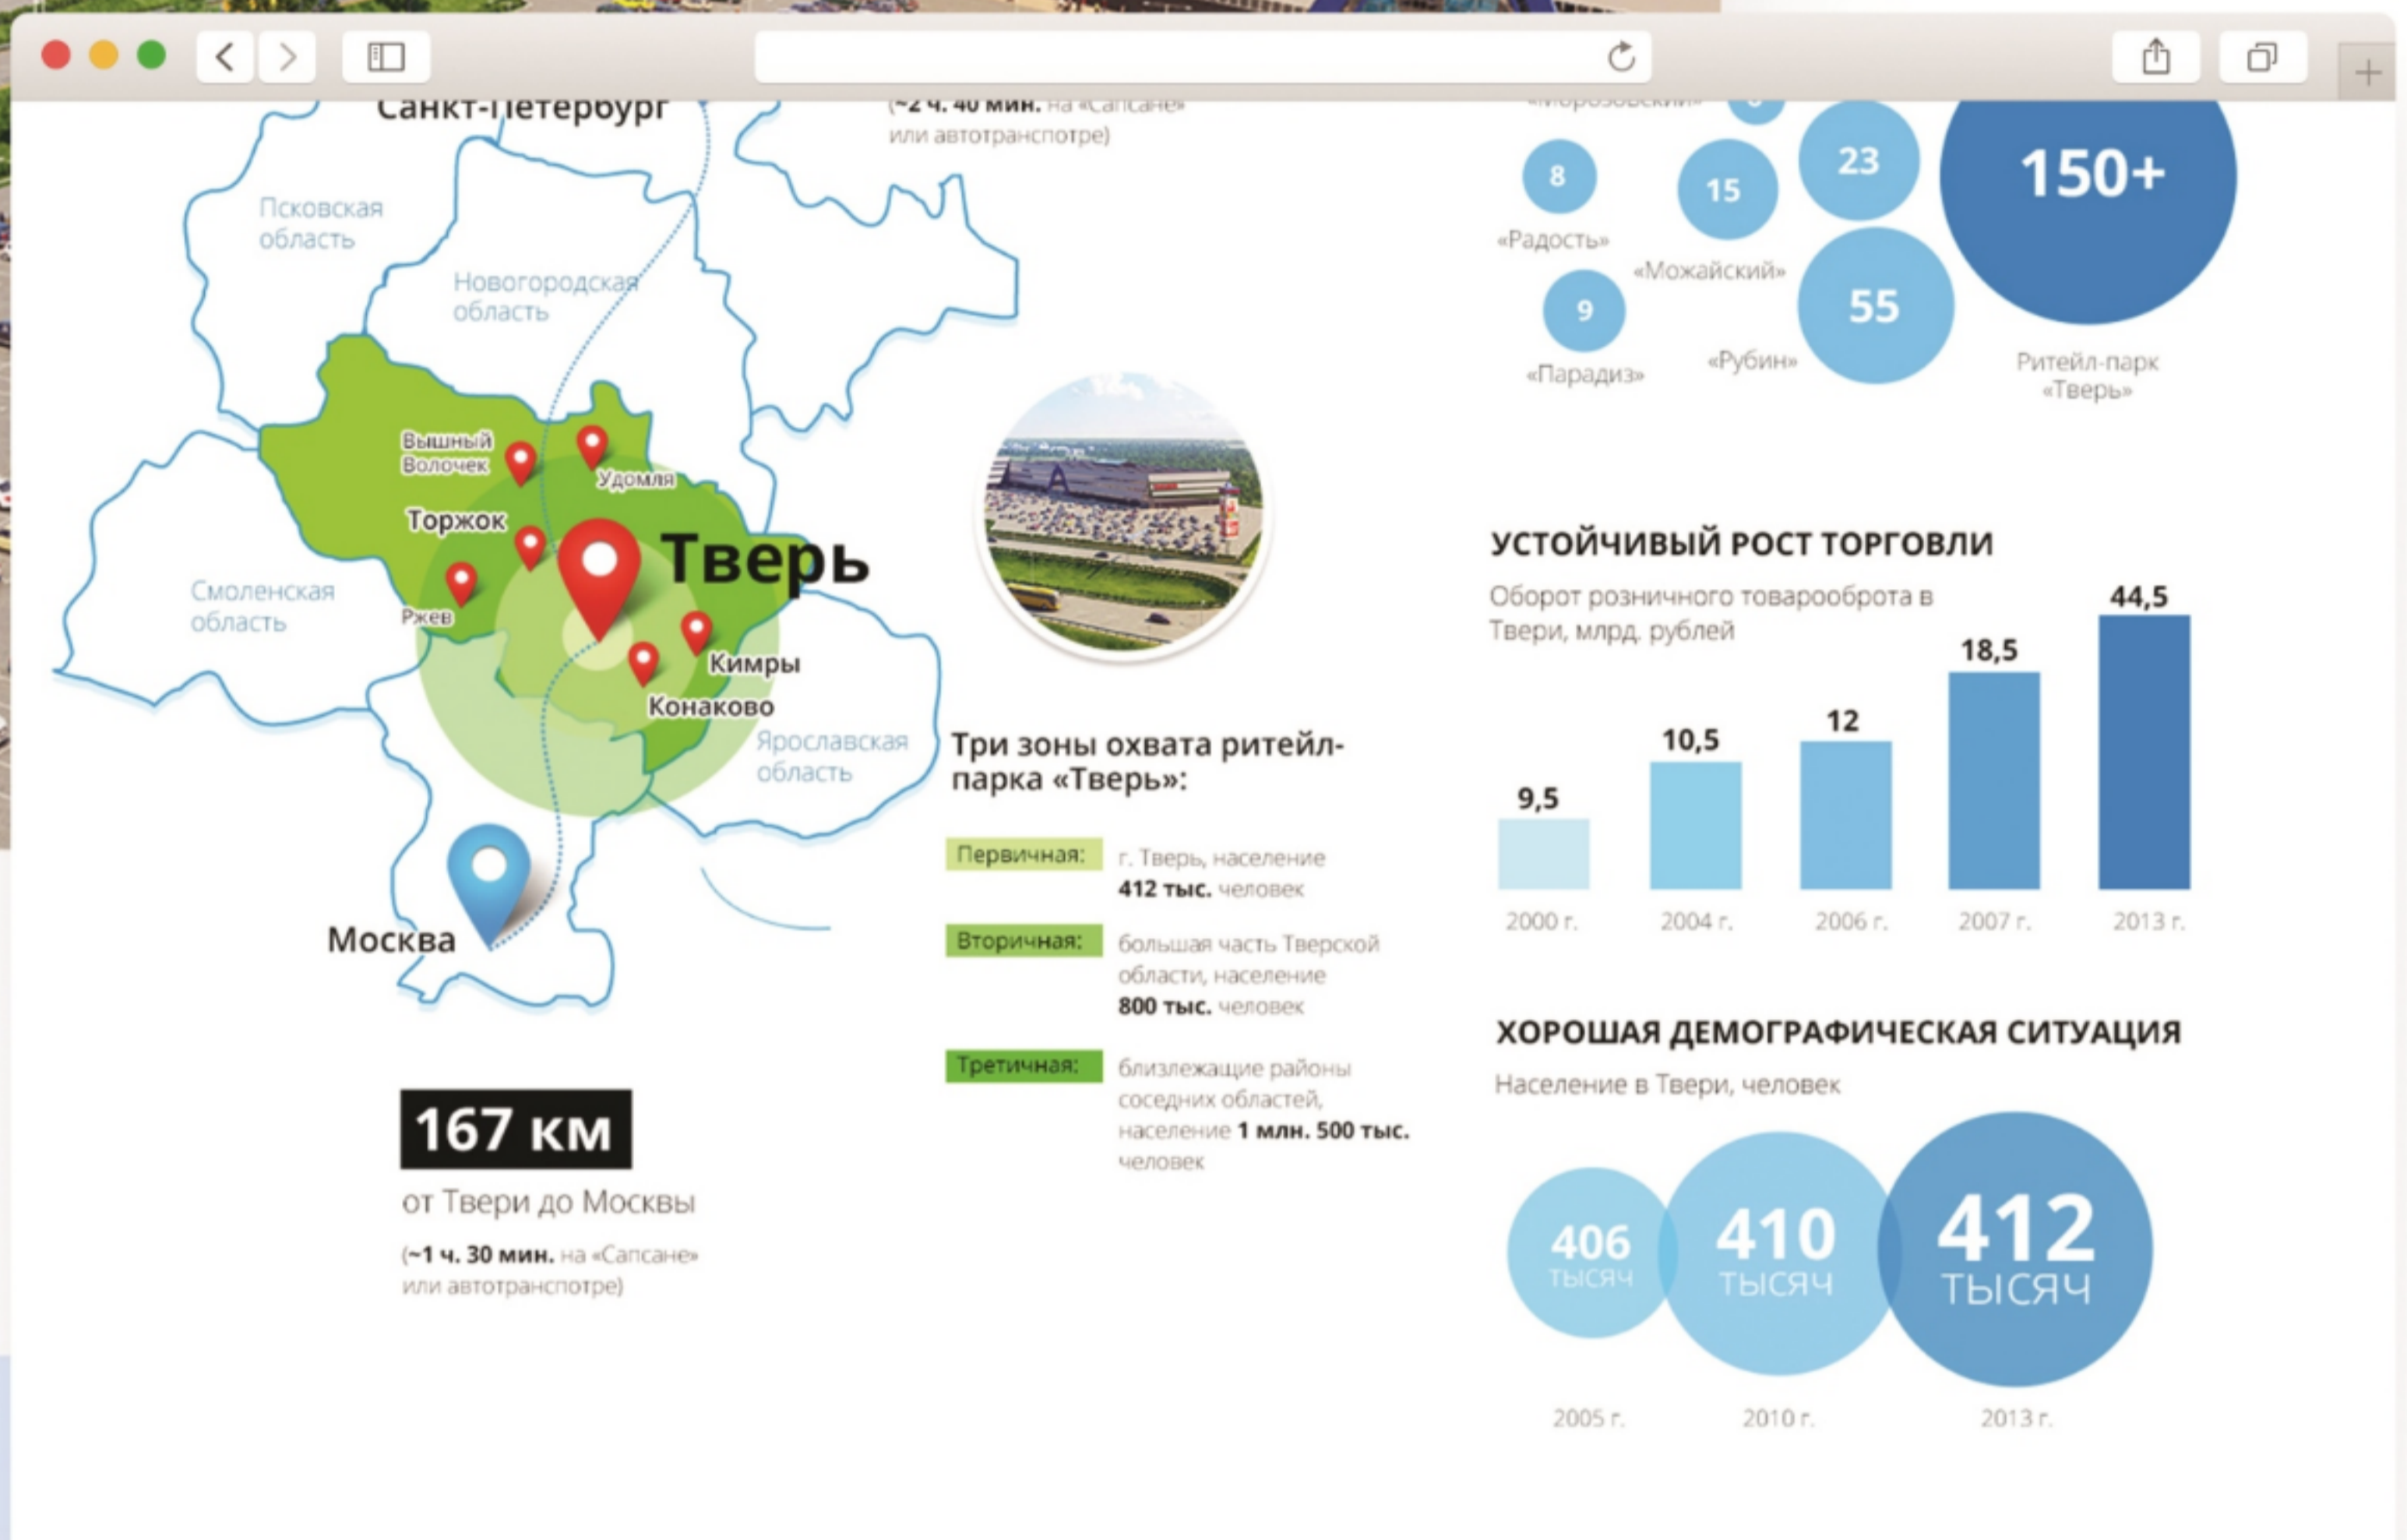 Санкт-Петербург
(~2 ч. 40 мин. на «Сапсане»
или автотранспотре)
Псковская
область
Новогородская
область
Вышный
Волочек
Удомля
Торжок
Тверь
Ржев
Смоленская
область
Кимры
Конаково
Ярославская
область
Москва
167 км
от Твери до Москвы
(~1 ч. 30 мин. на «Сапсане»
или автотранспотре)
Три зоны охвата ритейл-
парка «Тверь»:
Первичная:
г. Тверь, население
412 тыс. человек
Вторичная:
большая часть Тверской
области, население
800 тыс. человек
Третичная:
близлежащие районы
соседних областей,
население 1 млн. 500 тыс.
человек
«Морозовский»
8
«Радость»
15
«Можайский»
23
9
«Парадиз»
55
«Рубин»
150+
Ритейл-парк
«Тверь»
УСТОЙЧИВЫЙ РОСТ ТОРГОВЛИ
Оборот розничного товарооброта в
Твери, млрд. рублей
9,5
10,5
12
18,5
44,5
2000 г.
2004 г.
2006 г.
2007 г.
2013 г.
ХОРОШАЯ ДЕМОГРАФИЧЕСКАЯ СИТУАЦИЯ
Население в Твери, человек
406
тысяч
410
тысяч
412
тысяч
2005 г.
2010 г.
2013 г.